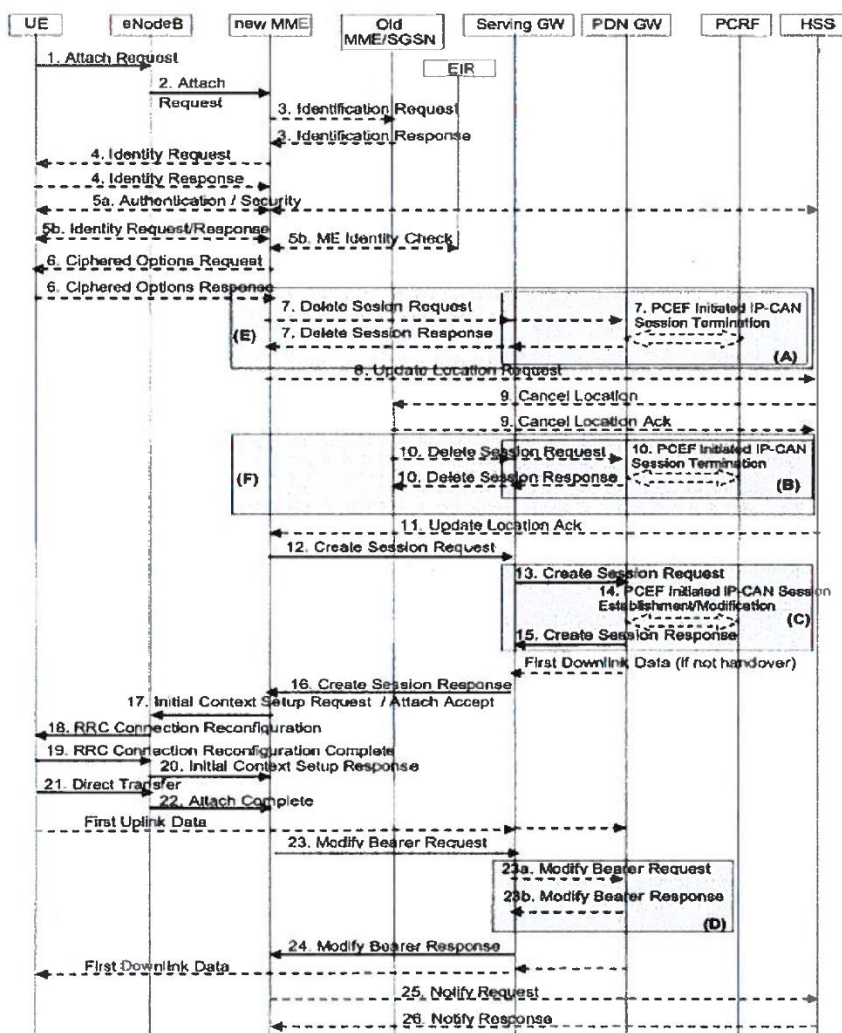 UE eNodeB new MME Old Serving GW PDN GW PCRF HSS
MME/SGSN
EIR
1. Attach Request
2. Attach
Request
3. Identification Request
3. Identification Response
4. Identity Request
4. Identity Response
5a. Authentication / Security
5b. Identity Request/Response
5b. ME Identity Check
6. Ciphered Options Request
6. Ciphered Options Response
7. Delete Sesion Request
7. PCEF Initiated IP-CAN
Session Termination
(E)
7. Delete Session Response
(A)
8. Update Location Request
9. Cancel Location
9. Cancel Location Ack
10. Delete Session Request
10. PCEF Initiated IP-CAN
Session Termination
(F)
10. Delete Session Response
(B)
11. Update Location Ack
12. Create Session Request
13. Create Session Request
14. PCEF Initiated IP-CAN Session
Establishment/Modification
(C)
15. Create Session Response
First Downlink Data (if not handover)
16. Create Session Response
17. Initial Context Setup Request / Attach Accept
18. RRC Connection Reconfiguration
19. RRC Connection Reconfiguration Complete
20. Initial Context Setup Response
21. Direct Transfer
22. Attach Complete
First Uplink Data
23. Modify Bearer Request
23a. Modify Bearer Request
23b. Modify Bearer Response
(D)
24. Modify Bearer Response
First Downlink Data
25. Notify Request
26. Notify Response